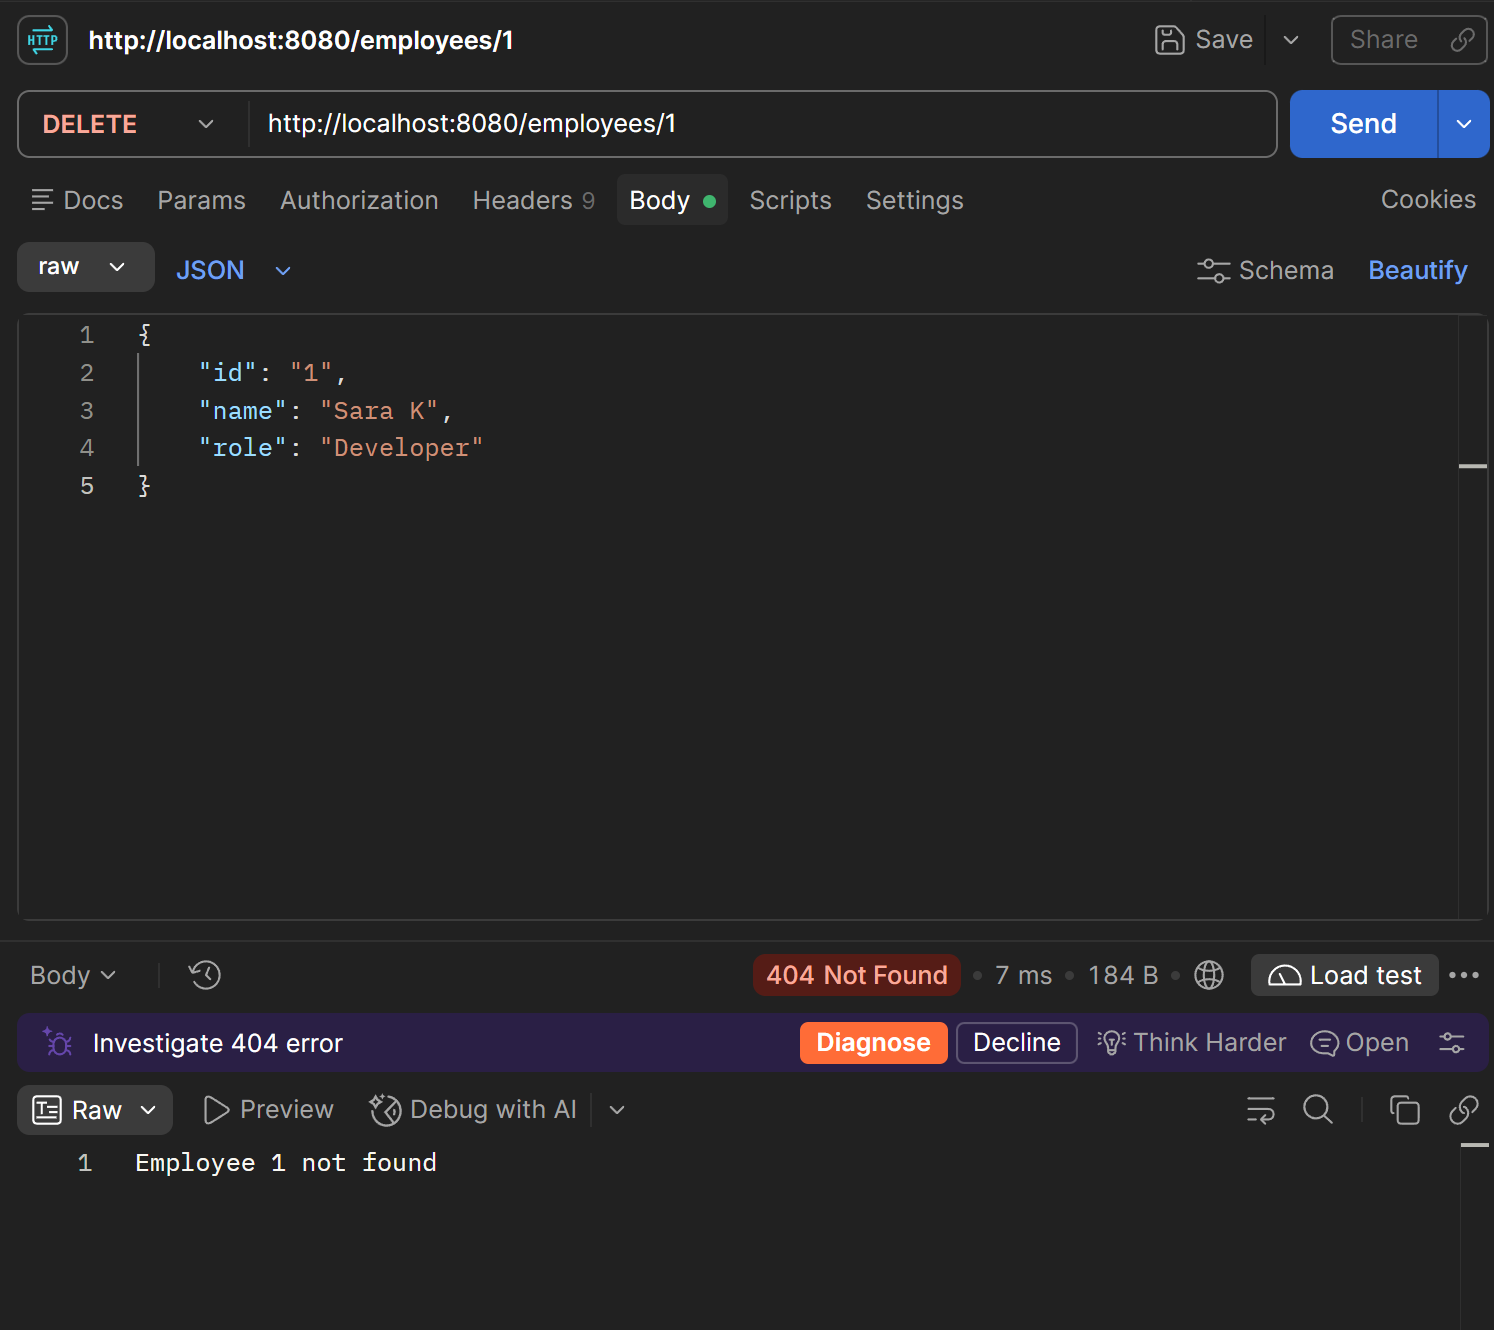 HTTP http://localhost:8080/employees/1 Save Share
DELETE http://localhost:8080/employees/1 Send
Docs Params Authorization Headers 9 Body Scripts Settings Cookies
raw JSON Schema Beautify
1 {
2 "id": "1",
3 "name": "Sara K",
4 "role": "Developer"
5 }
Body 404 Not Found • 7 ms • 184 B • Load test
Investigate 404 error Diagnose Decline Think Harder Open
Raw Preview Debug with AI
1 Employee 1 not found